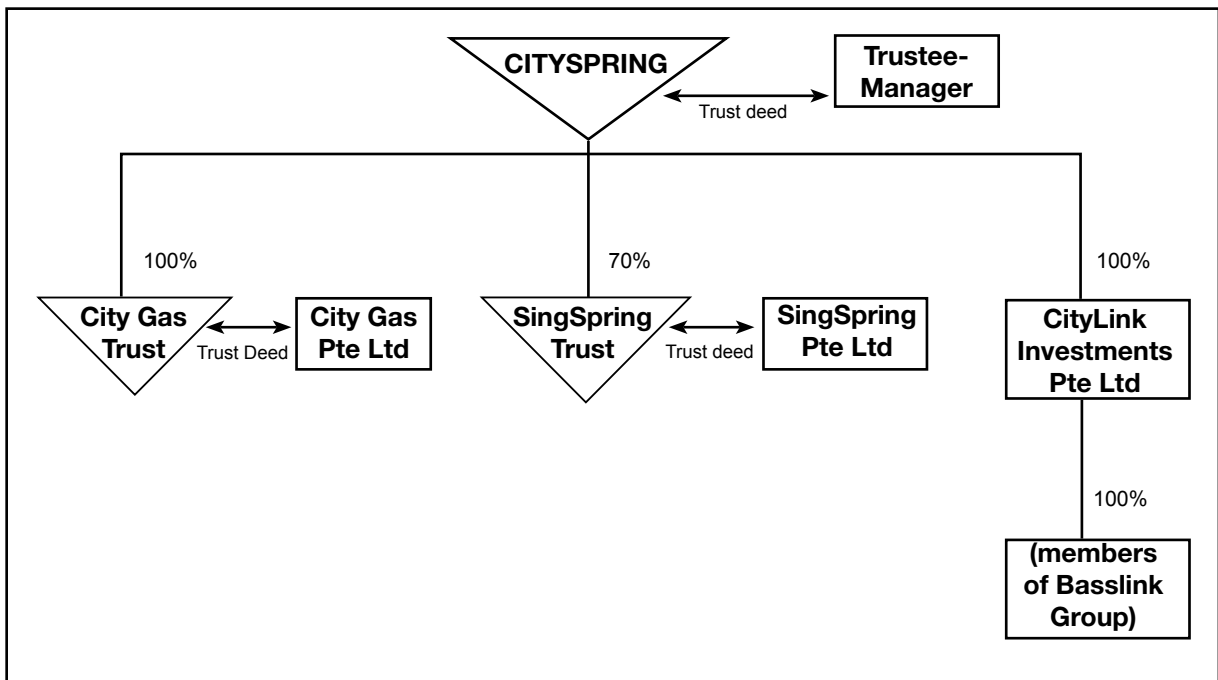 CITYSPRING
Trustee-
Manager
Trust deed
100%
70%
100%
City Gas
Trust
Trust Deed
City Gas
Pte Ltd
SingSpring
Trust
Trust deed
SingSpring
Pte Ltd
CityLink
Investments
Pte Ltd
100%
(members
of Basslink
Group)